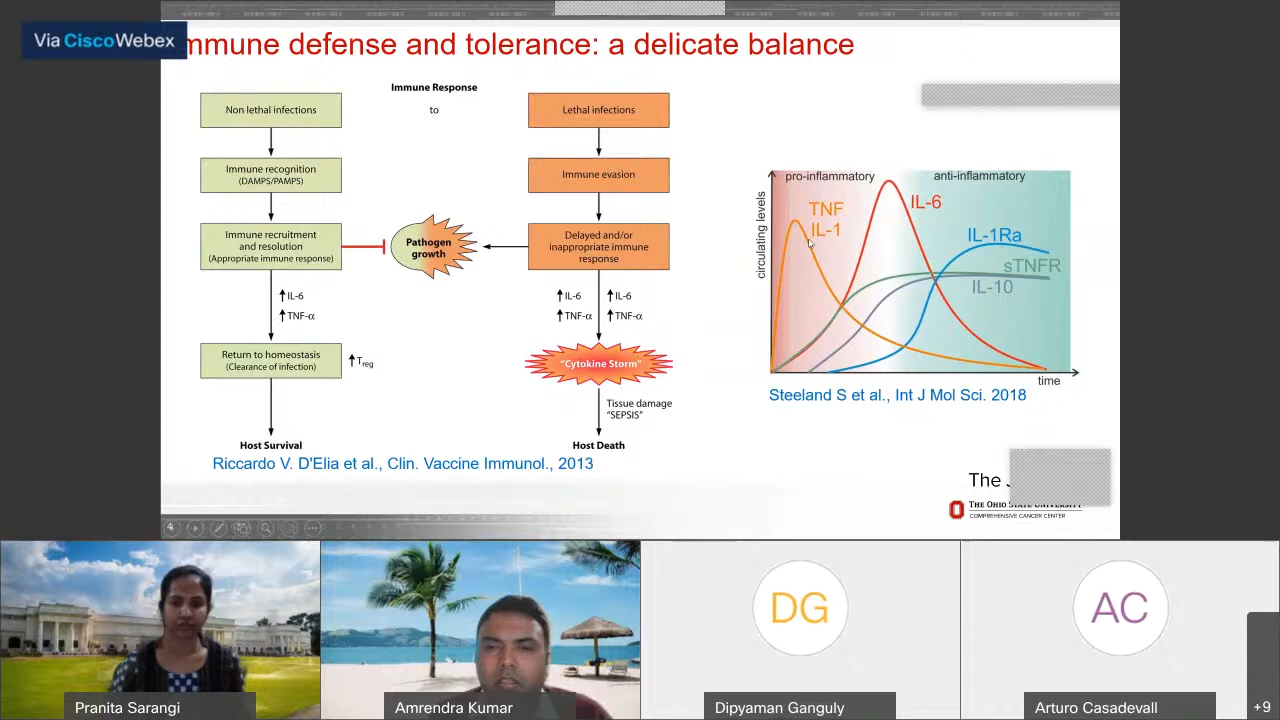 Via Cisco Webex
mmune defense and tolerance: a delicate balance
Immune Response
to
Non lethal infections
Immune recognition
(DAMPS/PAMPS)
Immune recruitment
and resolution
(Appropriate immune response)
IL-6
TNF-α
Return to homeostasis
(Clearance of infection)
Treg
Host Survival
Pathogen
growth
Lethal infections
Immune evasion
Delayed and/or
inappropriate immune
response
IL-6
IL-6
TNF-α
TNF-α
"Cytokine Storm"
Tissue damage
"SEPSIS"
Host Death
Riccardo V. D'Elia et al., Clin. Vaccine Immunol., 2013
pro-inflammatory
anti-inflammatory
circulating levels
TNF
IL-1
IL-6
IL-1Ra
sTNFR
IL-10
time
Steeland S et al., Int J Mol Sci. 2018
The
THE OHIO STATE UNIVERSITY
COMPREHENSIVE CANCER CENTER
4
DG
AC
Pranita Sarangi
Amrendra Kumar
Dipyaman Ganguly
Arturo Casadevall
+9